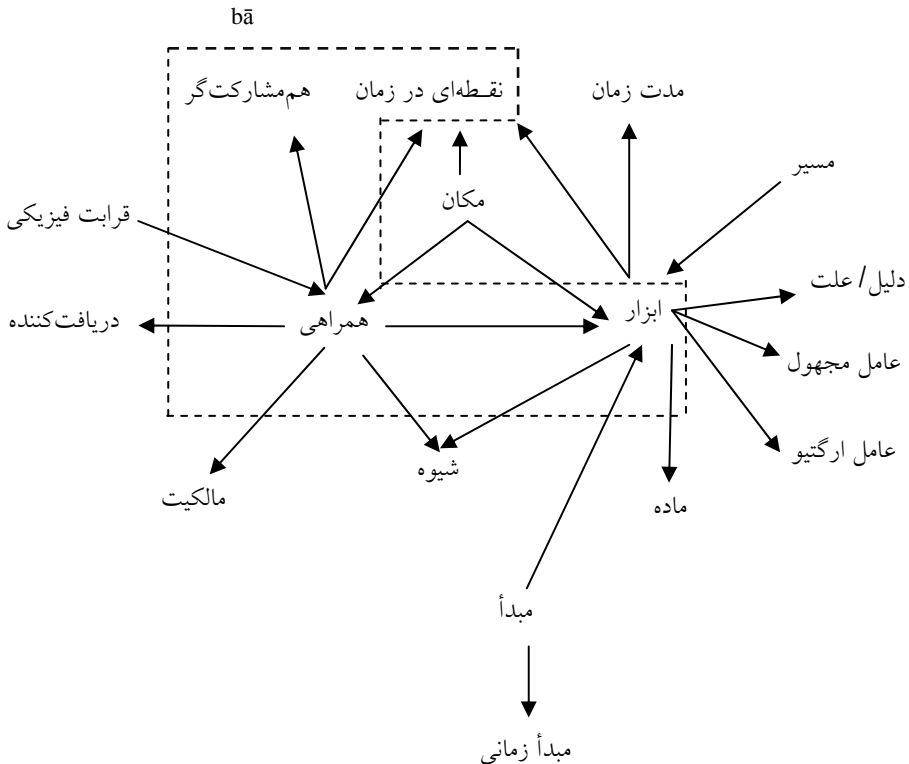 bā
هم‌مشارکت‌گر نقطه‌ای در زمان مدت زمان
مسیر
مکان
قرابت فیزیکی
دلیل/ علت
ابزار
همراهی
دریافت‌کننده
عامل مجهول
عامل ارگتیو
شیوه
مالکیت
ماده
مبدأ
مبدأ زمانی